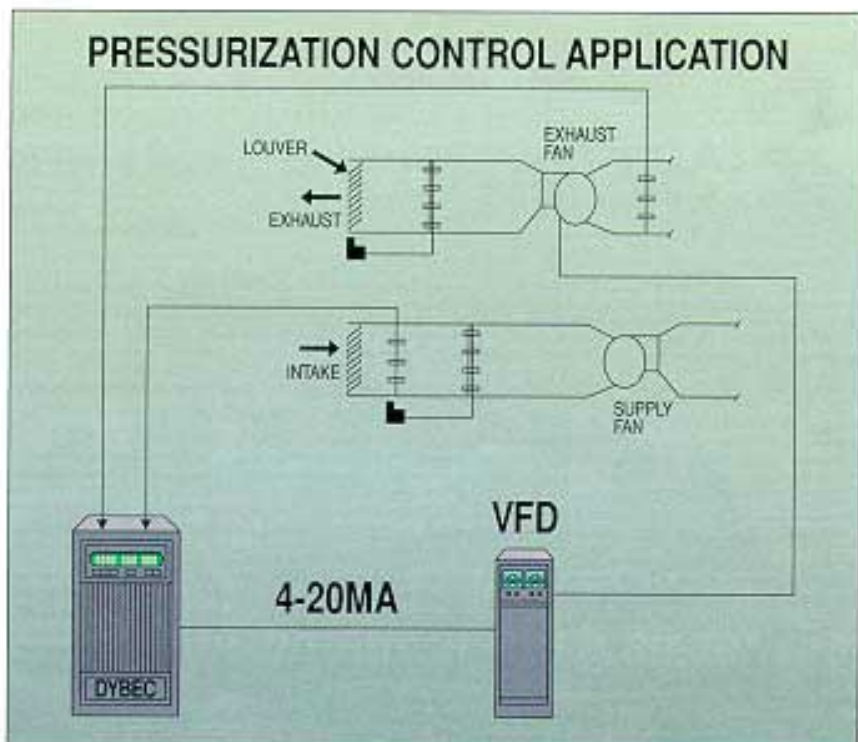 PRESSURIZATION CONTROL APPLICATION
LOUVER
EXHAUST
FAN
EXHAUST
INTAKE
SUPPLY
FAN
VFD
4-20MA
DYBEC